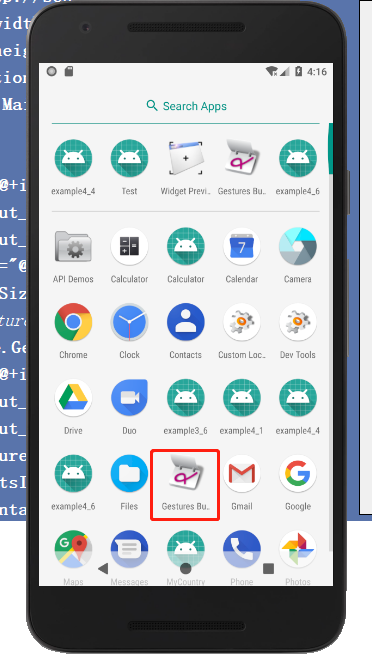 4:16
Search Apps
example4_4 Test Widget Previ.. Gestures Bu.. example4_6
API Demos Calculator Calculator 7 Calendar Camera
Chrome Clock Contacts Custom Loc.. Dev Tools
Drive Duo example3_6 example4_1 example4_4
example4_6 Files Gestures Bu.. Gmail Google
Maps Messages MyCountry Phone Photos